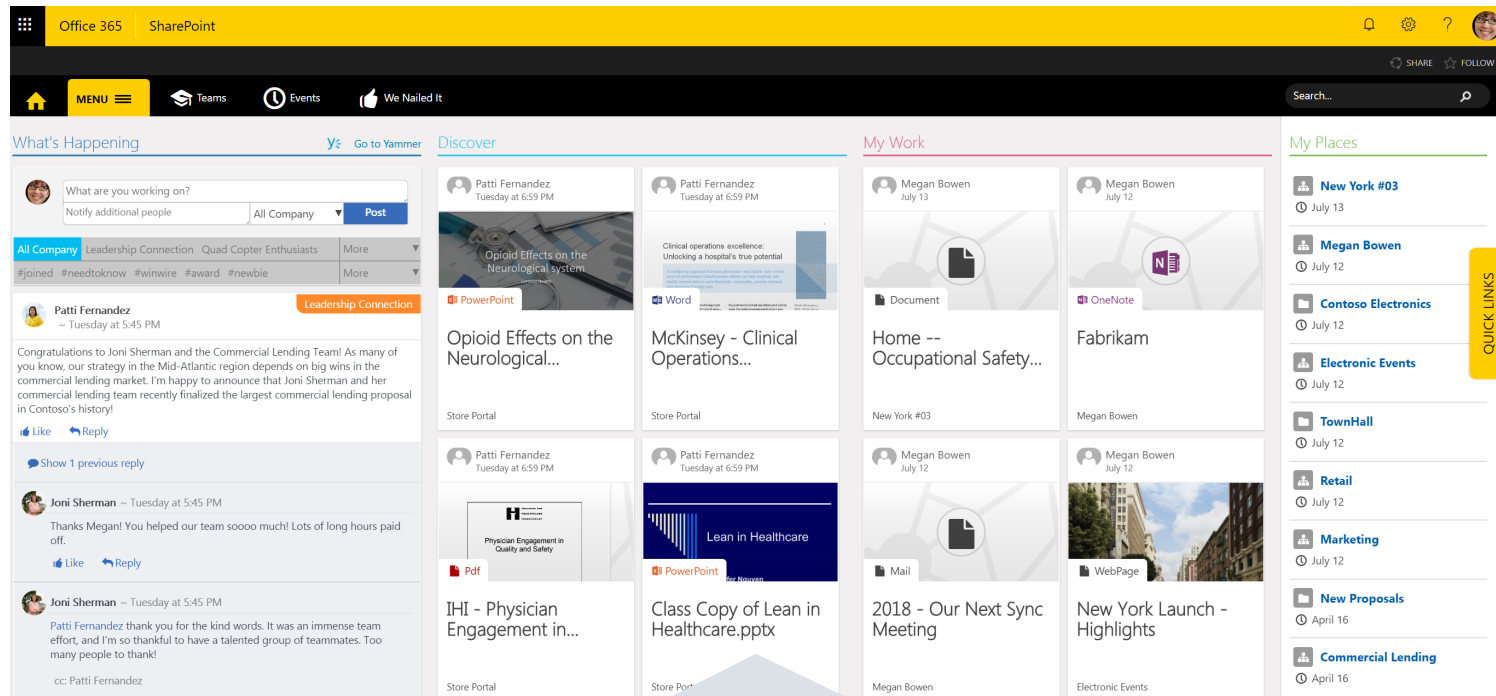 Office 365
SharePoint
SHARE
FOLLOW
MENU
Teams
Events
We Nailed It
Search...
What's Happening
Go to Yammer
What are you working on?
Notify additional people
All Company
Post
All Company
Leadership Connection
Quad Copter Enthusiasts
More
#joined #needtoknow #winwire #award #newbie
More
Leadership Connection
Patti Fernandez
~ Tuesday at 5:45 PM
Congratulations to Joni Sherman and the Commercial Lending Team! As many of
you know, our strategy in the Mid-Atlantic region depends on big wins in the
commercial lending market. I'm happy to announce that Joni Sherman and her
commercial lending team recently finalized the largest commercial lending proposal
in Contoso's history!
Like
Reply
Show 1 previous reply
Joni Sherman ~ Tuesday at 5:45 PM
Thanks Megan! You helped our team soooo much! Lots of long hours paid
off.
Like
Reply
Joni Sherman ~ Tuesday at 5:45 PM
Patti Fernandez thank you for the kind words. It was an immense team
effort, and I'm so thankful to have a talented group of teammates. Too
many people to thank!
cc: Patti Fernandez
Discover
Patti Fernandez
Tuesday at 6:59 PM
Opioid Effects on the
Neurological system
PowerPoint
Opioid Effects on the
Neurological...
Store Portal
Patti Fernandez
Tuesday at 6:59 PM
Clinical operations excellence:
Unlocking a hospital's true potential
Word
McKinsey - Clinical
Operations...
Store Portal
Patti Fernandez
Tuesday at 6:59 PM
Physician Engagement in
Quality and Safety
Pdf
IHI - Physician
Engagement in...
Store Portal
Patti Fernandez
Tuesday at 6:59 PM
Lean in Healthcare
PowerPoint
Class Copy of Lean in
Healthcare.pptx
My Work
Megan Bowen
July 13
Document
Home --
Occupational Safety...
New York #03
Megan Bowen
July 12
OneNote
Fabrikam
Megan Bowen
Megan Bowen
July 12
Mail
2018 - Our Next Sync
Meeting
Megan Bowen
Megan Bowen
July 12
WebPage
New York Launch -
Highlights
Electronic Events
My Places
New York #03
July 13
Megan Bowen
July 12
Contoso Electronics
July 12
Electronic Events
July 12
TownHall
July 12
Retail
July 12
Marketing
July 12
New Proposals
April 16
Commercial Lending
April 16
QUICK LINKS